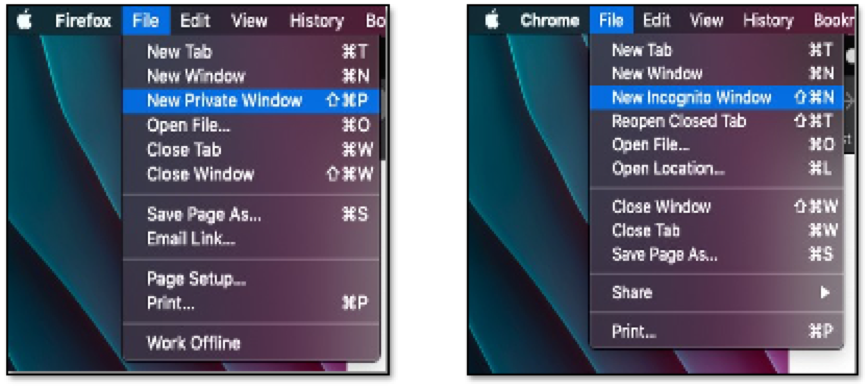 Firefox File Edit View History Bo
New Tab ⌘T
New Window ⌘N
New Private Window ⇧⌘P
Open File... ⌘O
Close Tab ⌘W
Close Window ⇧⌘W
Save Page As... ⌘S
Email Link...
Page Setup...
Print... ⌘P
Work Offline
Chrome File Edit View History Bookr
New Tab ⌘T
New Window ⌘N
New Incognito Window ⇧⌘N
Reopen Closed Tab ⇧⌘T
Open File... ⌘O
Open Location... ⌘L
Close Window ⇧⌘W
Close Tab ⌘W
Save Page As... ⌘S
Share ▶
Print... ⌘P